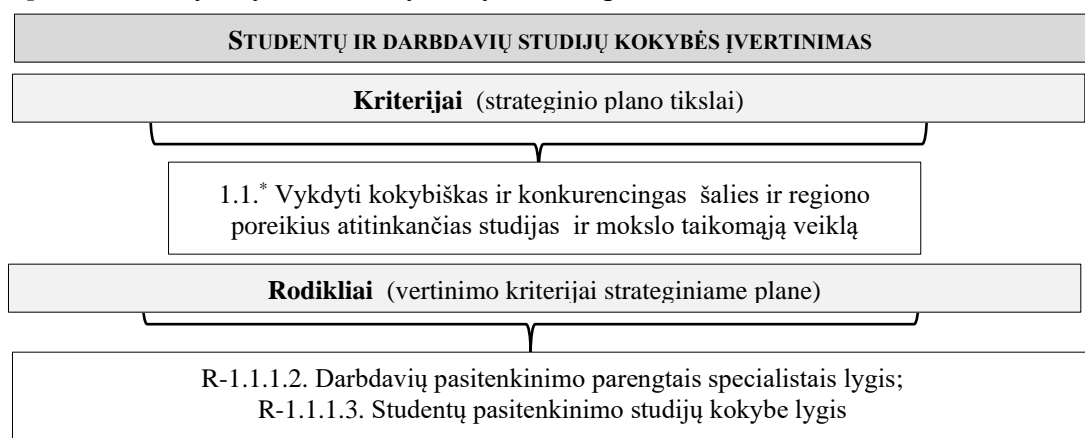 STUDENTŲ IR DARBDAVIŲ STUDIJŲ KOKYBĖS ĮVERTINIMAS
Kriterijai (strateginio plano tikslai)
1.1.* Vykdyti kokybiškas ir konkurencingas šalies ir regiono
poreikius atitinkančias studijas ir mokslo taikomąją veiklą
Rodikliai (vertinimo kriterijai strateginiame plane)
R-1.1.1.2. Darbdavių pasitenkinimo parengtais specialistais lygis;
R-1.1.1.3. Studentų pasitenkinimo studijų kokybe lygis